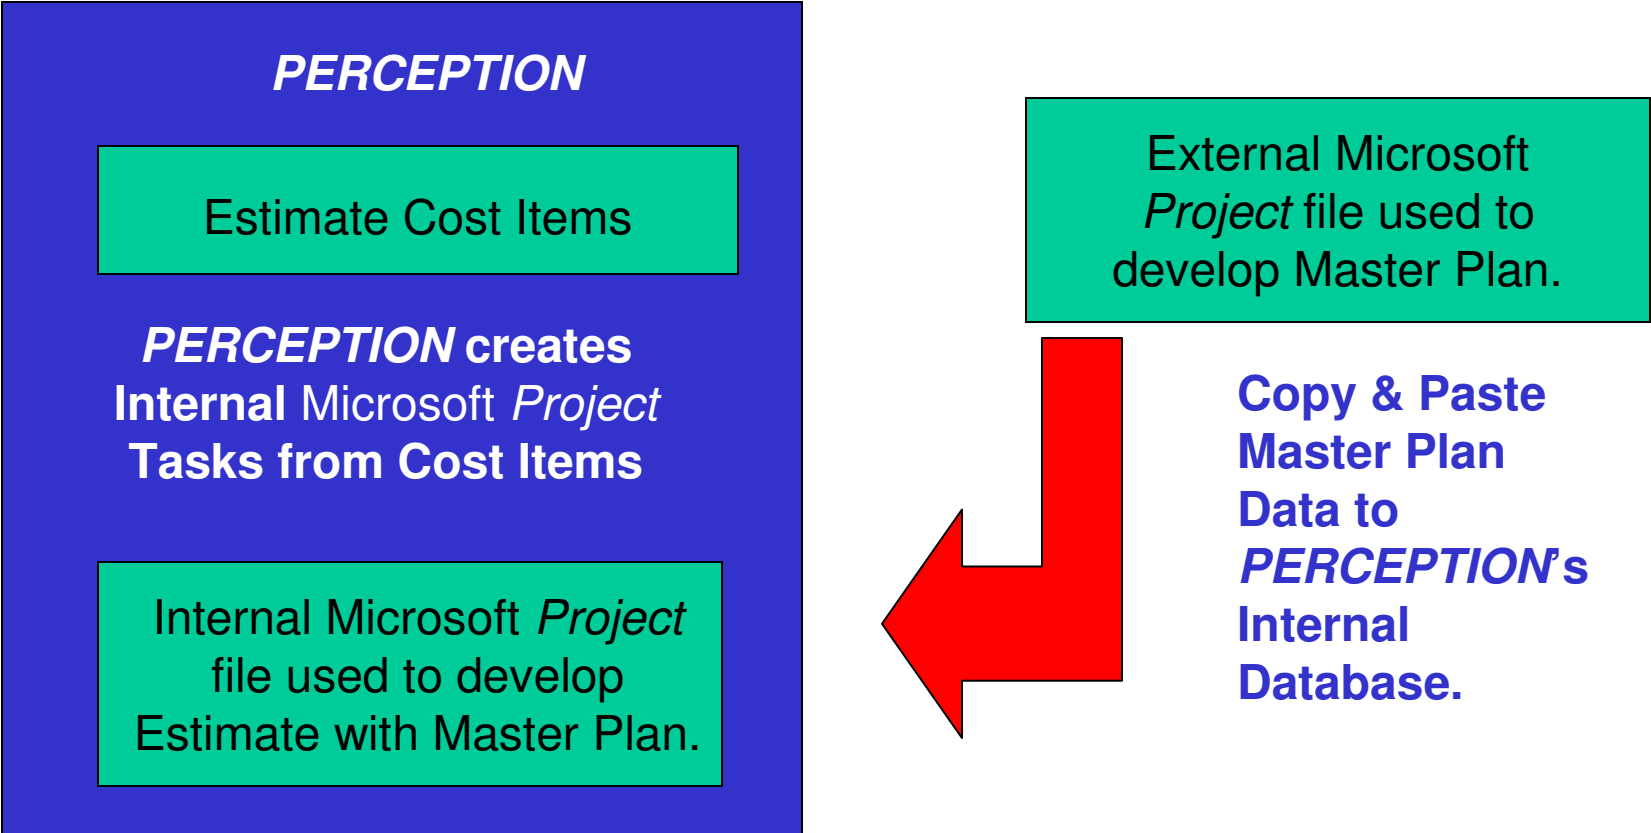 PERCEPTION
Estimate Cost Items
PERCEPTION creates
Internal Microsoft Project
Tasks from Cost Items
Internal Microsoft Project
file used to develop
Estimate with Master Plan.
External Microsoft
Project file used to
develop Master Plan.
Copy & Paste
Master Plan
Data to
PERCEPTION’s
Internal
Database.